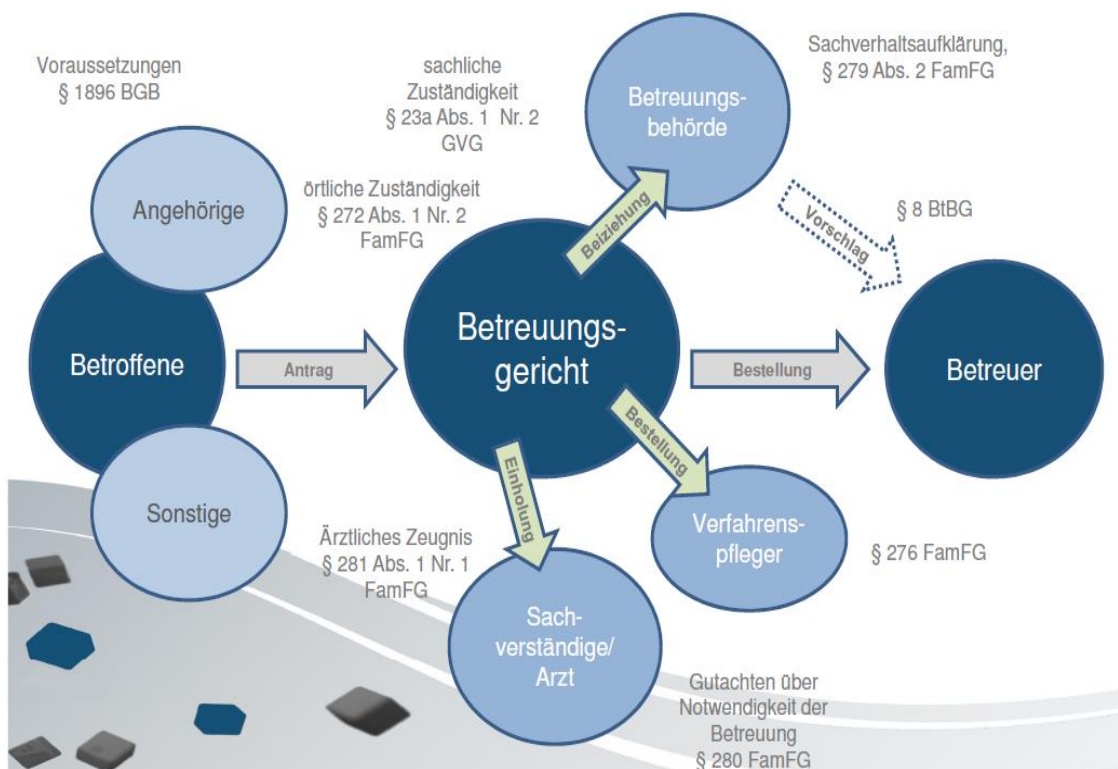 Voraussetzungen
§ 1896 BGB
Angehörige
Betroffene
Sonstige
Antrag
sachliche
Zuständigkeit
§ 23a Abs. 1 Nr. 2
GVG
örtliche Zuständigkeit
§ 272 Abs. 1 Nr. 2
FamFG
Betreuungs-
gericht
Beiziehung
Betreuungs-
behörde
Sachverhaltsaufklärung,
§ 279 Abs. 2 FamFG
Vorschlag
§ 8 BtBG
Bestellung
Betreuer
Bestellung
Verfahrens-
pfleger
§ 276 FamFG
Einholung
Ärztliches Zeugnis
§ 281 Abs. 1 Nr. 1
FamFG
Sach-
verständige/
Arzt
Gutachten über
Notwendigkeit der
Betreuung
§ 280 FamFG